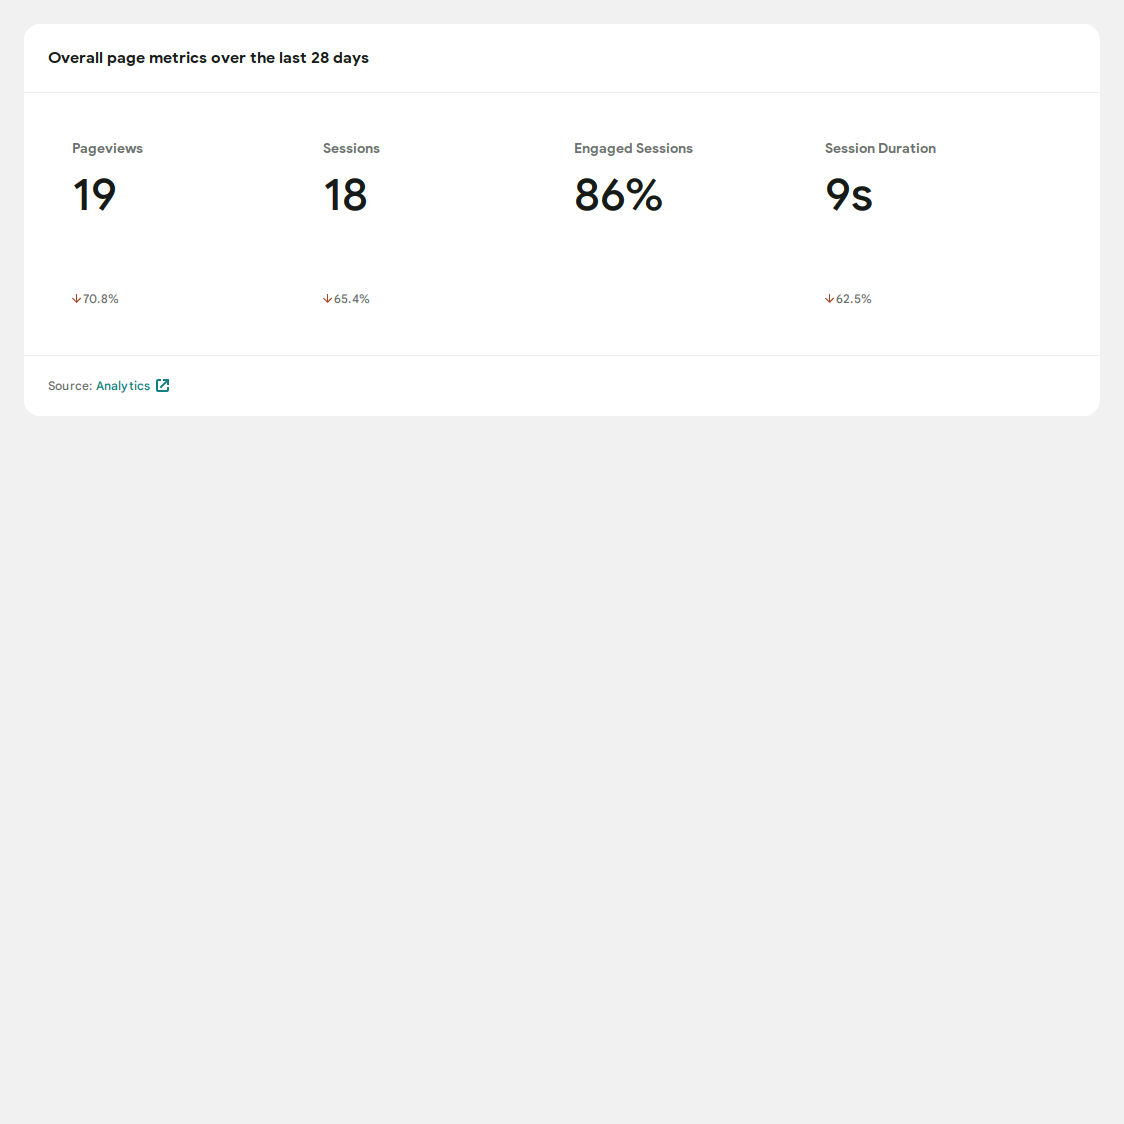 Overall page metrics over the last 28 days
Pageviews
19
70.8%
Sessions
18
65.4%
Engaged Sessions
86%
Session Duration
9s
62.5%
Source: Analytics